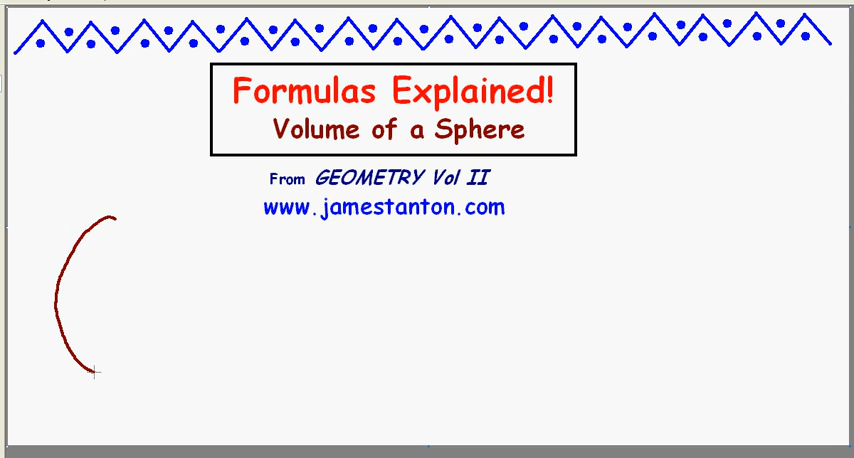 Formulas Explained!
Volume of a Sphere
From GEOMETRY Vol II
www.jamestanton.com